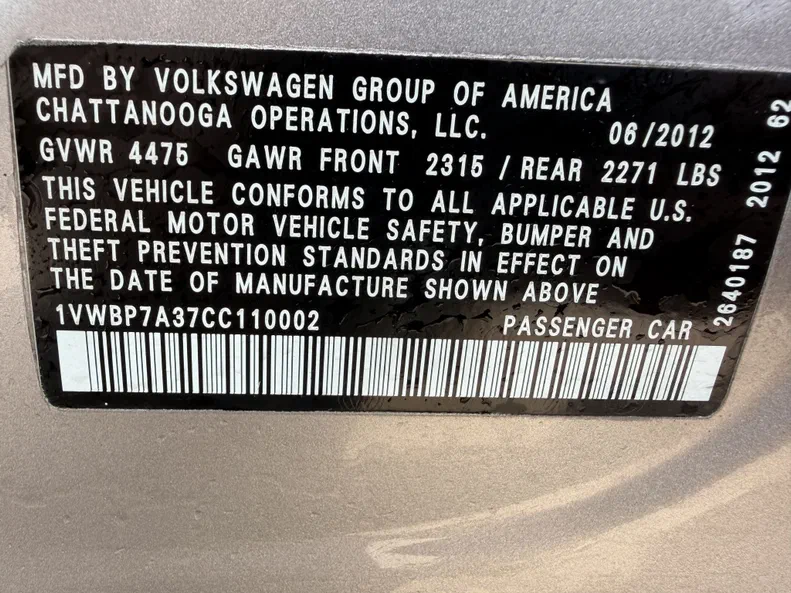 MFD BY VOLKSWAGEN GROUP OF AMERICA
CHATTANOOGA OPERATIONS, LLC. 06/2012
GVWR 4475 GAWR FRONT 2315 / REAR 2271 LBS
THIS VEHICLE CONFORMS TO ALL APPLICABLE U.S.
FEDERAL MOTOR VEHICLE SAFETY, BUMPER AND
THEFT PREVENTION STANDARDS IN EFFECT ON
THE DATE OF MANUFACTURE SHOWN ABOVE
1VWBP7A37CC110002 PASSENGER CAR
2640187 2012 62